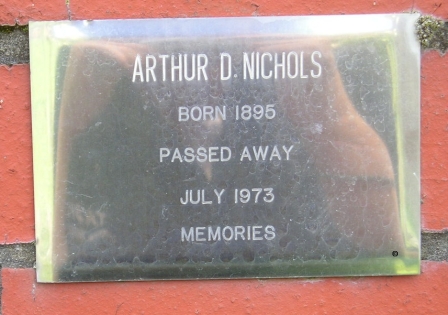 ARTHUR D. NICHOLS
BORN 1895
PASSED AWAY
JULY 1973
MEMORIES